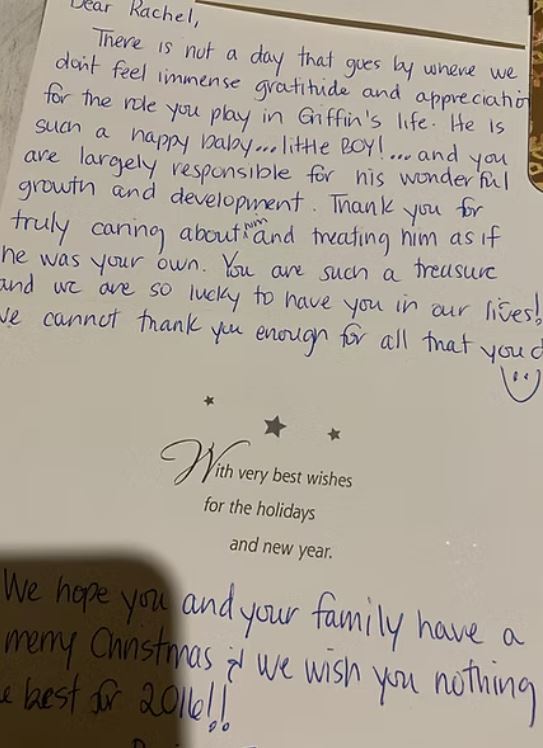 Dear Rachel,
There is not a day that goes by where we
don't feel immense gratitude and appreciation
for the role you play in Griffin's life. He is
such a happy baby...little BOY!...and you
are largely responsible for his wonderful
growth and development. Thank you for
truly caring about him and treating him as if
he was your own. You are such a treasure
and we are so lucky to have you in our lives!
We cannot thank you enough for all that you d
With very best wishes
for the holidays
and new year.
We hope you and your family have a
merry Christmas & we wish you nothing
best for 2016!!